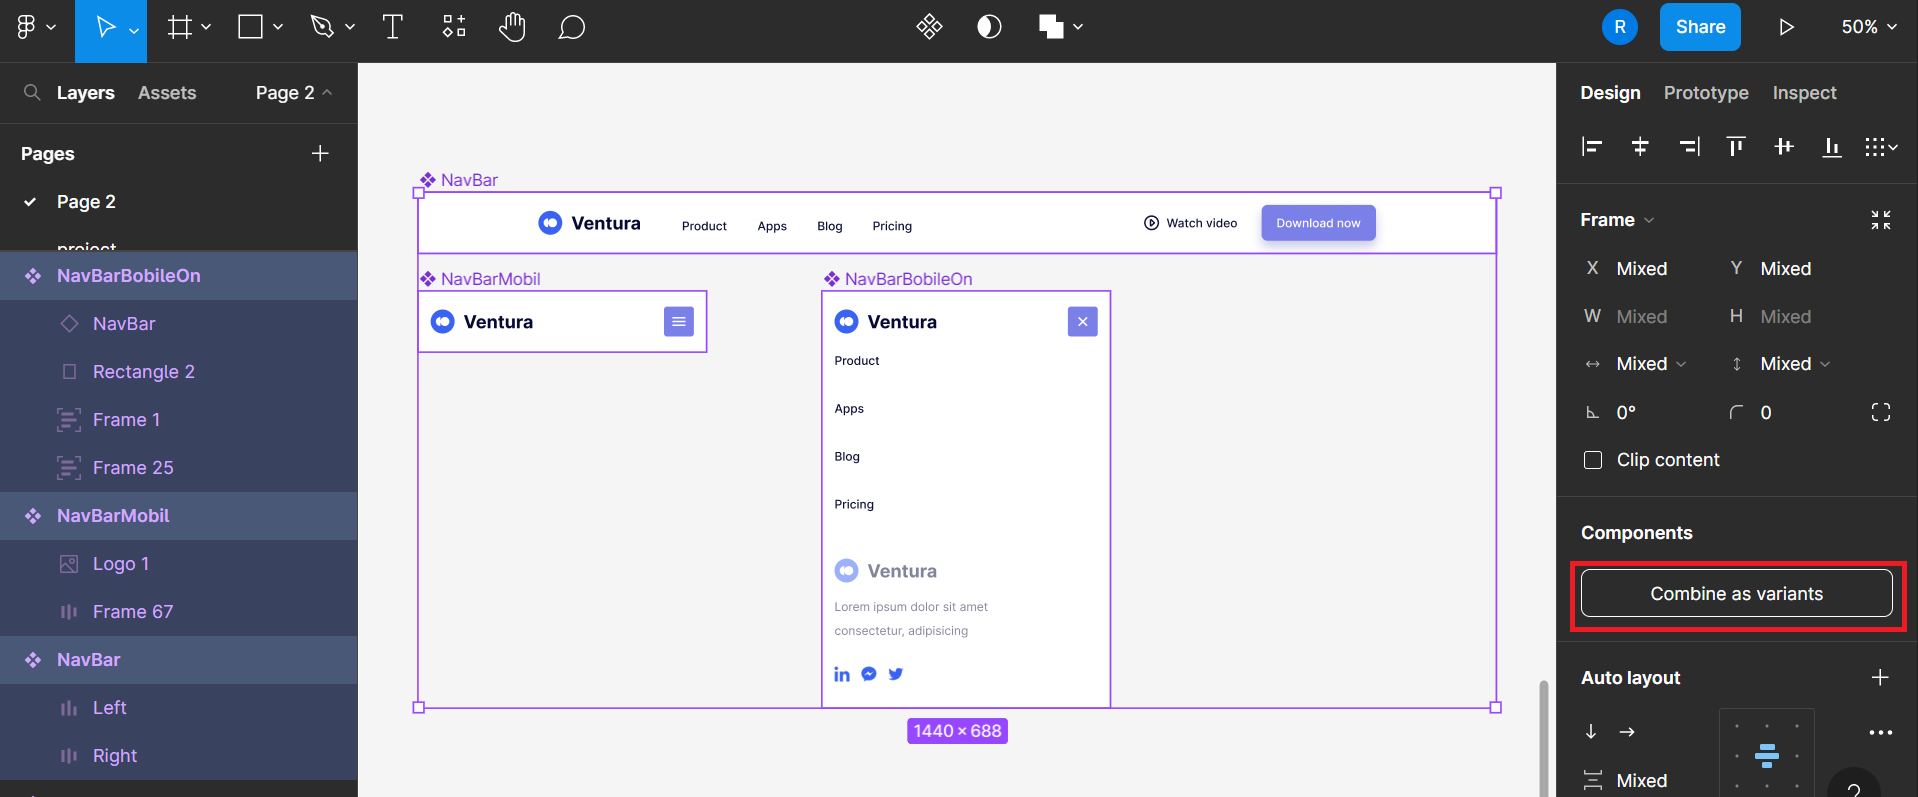 R
Share
50%
Layers
Assets
Page 2
Pages
Page 2
project
NavBarBobileOn
NavBar
Rectangle 2
Frame 1
Frame 25
NavBarMobil
Logo 1
Frame 67
NavBar
Left
Right
NavBar
Ventura
Product
Apps
Blog
Pricing
Watch video
Download now
NavBarMobil
Ventura
NavBarBobileOn
Ventura
Product
Apps
Blog
Pricing
Ventura
Lorem ipsum dolor sit amet
consectetur, adipisicing
in
1440 × 688
Design
Prototype
Inspect
Frame
X Mixed
Y Mixed
W Mixed
H Mixed
Mixed
Mixed
0°
0
Clip content
Components
Combine as variants
Auto layout
Mixed
?